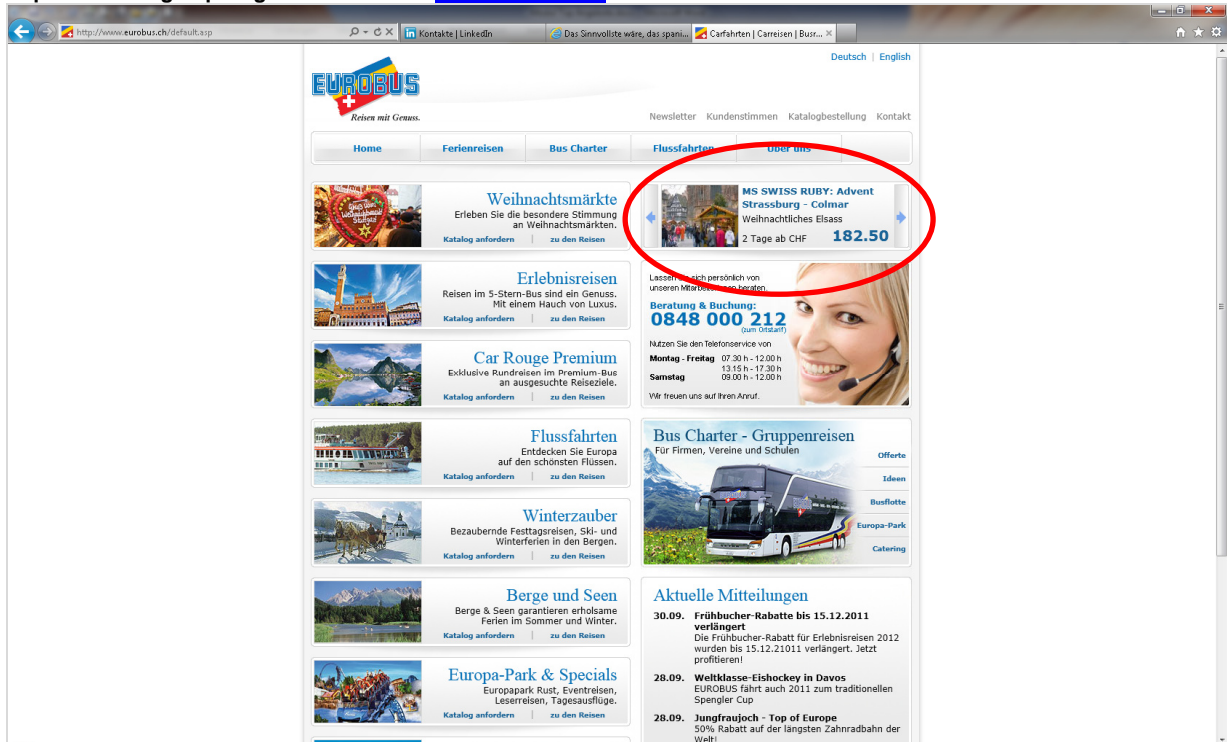 http://www.eurobus.ch/default.asp
Kontakte | LinkedIn
Das Sinnvollste wäre, das spani...
Carfahrten | Carreisen | Busr...
Deutsch | English
EUROBUS
Reisen mit Genuss.
Newsletter Kundenstimmen Katalogbestellung Kontakt
Home Ferienreisen Bus Charter Flussfahrten Über uns
Weihnachtsmärkte
Erleben Sie die besondere Stimmung
an Weihnachtsmärkten.
Katalog anfordern | zu den Reisen
MS SWISS RUBY: Advent
Strassburg - Colmar
Weihnachtliches Elsass
2 Tage ab CHF 182.50
Erlebnisreisen
Reisen im 5-Stern-Bus sind ein Genuss.
Mit einem Hauch von Luxus.
Katalog anfordern | zu den Reisen
Lassen Sie sich persönlich von
unseren Mitarbeiterinnen beraten.
Beratung & Buchung:
0848 000 212
(zum Ortstarif)
Nutzen Sie den Telefonservice von
Montag - Freitag 07.30 h - 12.00 h
13.15 h - 17.30 h
Samstag 09.00 h - 12.00 h
Wir freuen uns auf Ihren Anruf.
Car Rouge Premium
Exklusive Rundreisen im Premium-Bus
an ausgesuchte Reiseziele.
Katalog anfordern | zu den Reisen
Flussfahrten
Entdecken Sie Europa
auf den schönsten Flüssen.
Katalog anfordern | zu den Reisen
Bus Charter - Gruppenreisen
Für Firmen, Vereine und Schulen
Offerte
Ideen
Busflotte
Europa-Park
Catering
Winterzauber
Bezaubernde Festtagsreisen, Ski- und
Winterferien in den Bergen.
Katalog anfordern | zu den Reisen
Berge und Seen
Berge & Seen garantieren erholsame
Ferien im Sommer und Winter.
Katalog anfordern | zu den Reisen
Aktuelle Mitteilungen
30.09. Frühbucher-Rabatte bis 15.12.2011
verlängert
Die Frühbucher-Rabatt für Erlebnisreisen 2012
wurden bis 15.12.21011 verlängert. Jetzt
profitieren!
28.09. Weltklasse-Eishockey in Davos
EUROBUS fährt auch 2011 zum traditionellen
Spengler Cup
28.09. Jungfraujoch - Top of Europe
50% Rabatt auf der längsten Zahnradbahn der
Welt!
Europa-Park & Specials
Europapark Rust, Eventreisen,
Leserreisen, Tagesausflüge.
Katalog anfordern | zu den Reisen